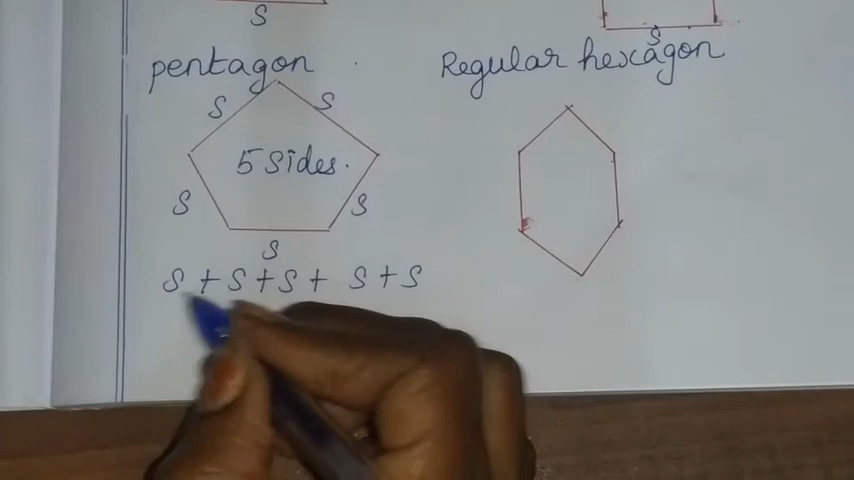 S
S
pentagon
Regular hexagon
S S
5 Sides.
S S
S
S + S + S + S + S